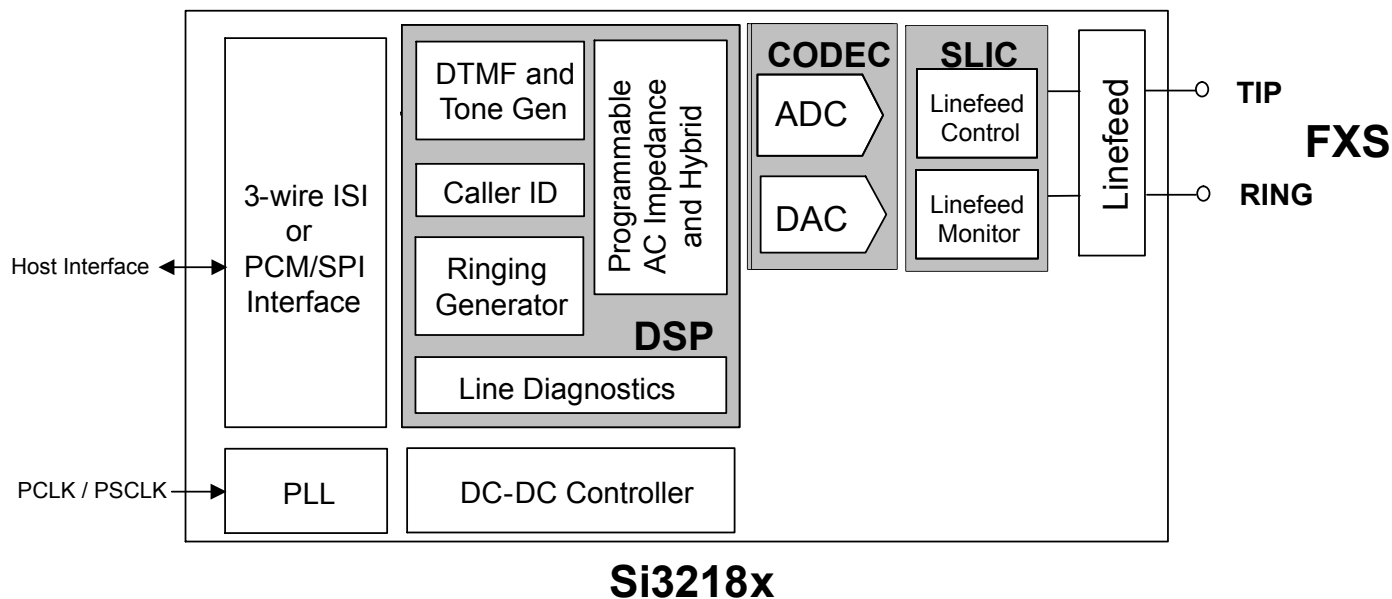 Host Interface
PCLK / PSCLK
3-wire ISI
or
PCM/SPI
Interface
PLL
DTMF and
Tone Gen
Caller ID
Ringing
Generator
Programmable
AC Impedance
and Hybrid
DSP
Line Diagnostics
DC-DC Controller
CODEC
ADC
DAC
SLIC
Linefeed
Control
Linefeed
Monitor
Linefeed
TIP
FXS
RING
Si3218x